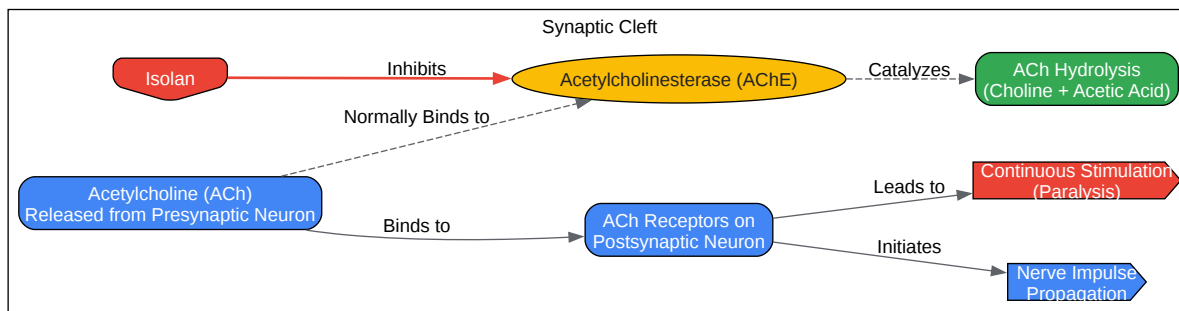 Synaptic Cleft
Isolan
Inhibits
Acetylcholinesterase (AChE)
Catalyzes
ACh Hydrolysis
(Choline + Acetic Acid)
Normally Binds to
Acetylcholine (ACh)
Released from Presynaptic Neuron
Binds to
ACh Receptors on
Postsynaptic Neuron
Leads to
Continuous Stimulation
(Paralysis)
Initiates
Nerve Impulse
Propagation